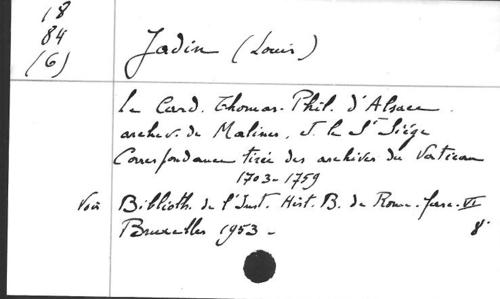 18
84
(6)
Jadin (Louis)
le Card. Thomas-Phil. d'Alsace.
archev. de Malines, et le St Siége
Correspondance tirée des archives du Vatican
1703-1759
Voir Biblioth. de l'Inst. Hist. B. de Rome. fasc. VI
Bruxelles 1953 - 8°